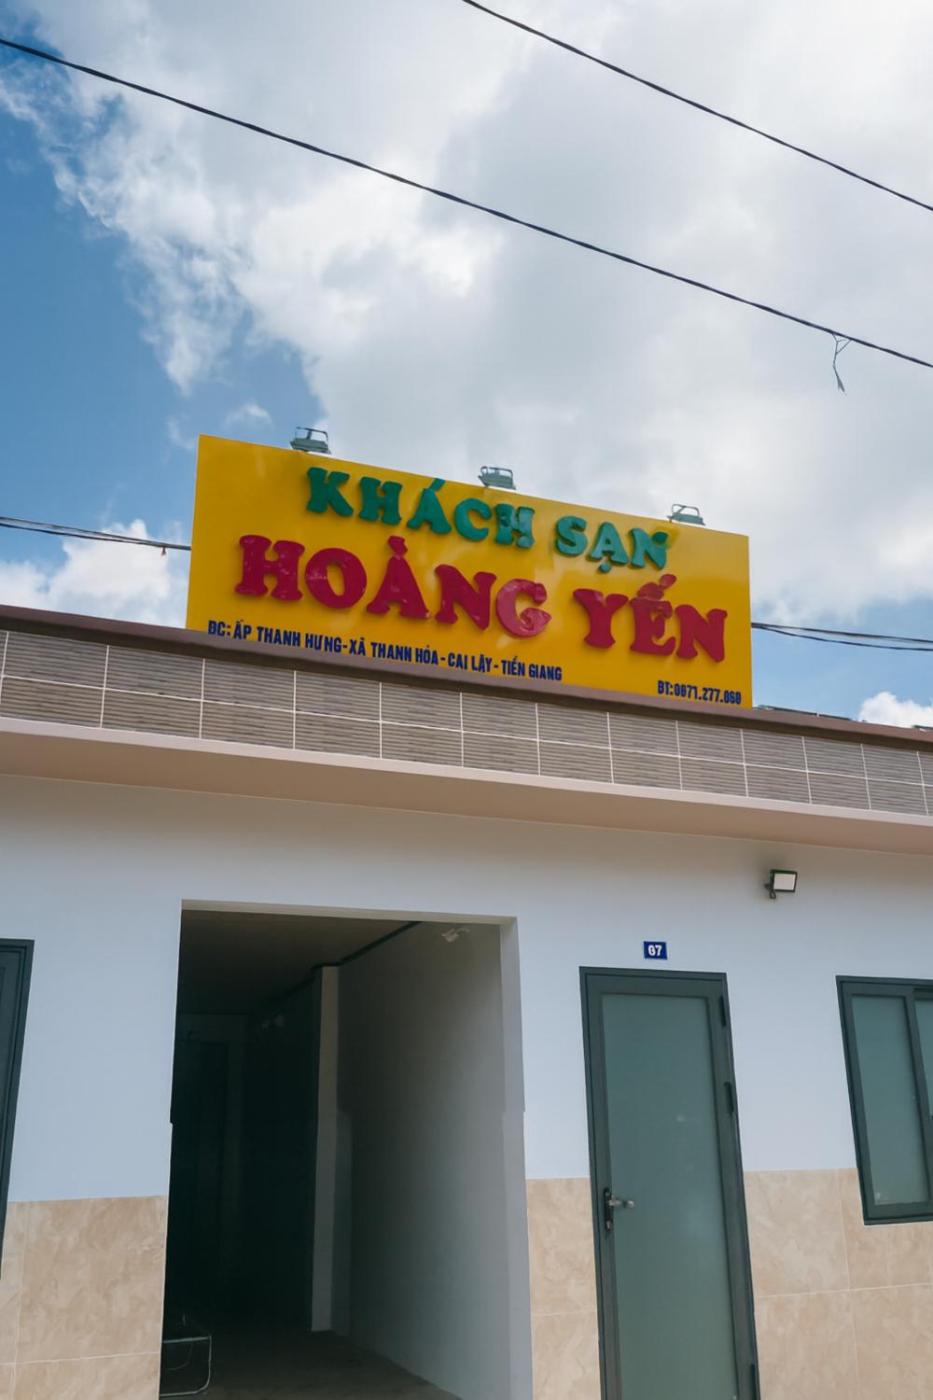 KHÁCH SẠN
HOÀNG YẾN
ĐC: ẤP THANH HƯNG-XÃ THANH HÒA-CAI LẬY-TIỀN GIANG
ĐT:0671.277.060
07